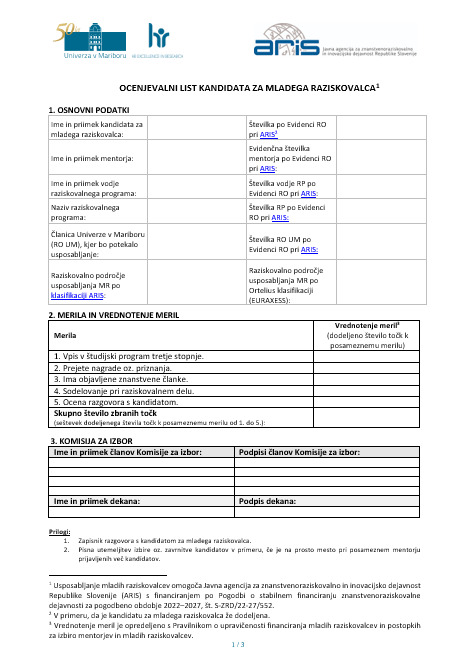 50
Univerza v Mariboru
hr
HR EXCELLENCE IN RESEARCH
aris
Javna agencija za znanstvenoraziskovalno
in inovacijsko dejavnost Republike Slovenije
OCENJEVALNI LIST KANDIDATA ZA MLADEGA RAZISKOVALCA¹
1. OSNOVNI PODATKI
Ime in priimek kandidata za
mladega raziskovalca:
Številka po Evidenci RO
pri ARIS²
Ime in priimek mentorja:
Evidenčna številka
mentorja po Evidenci RO
pri ARIS:
Ime in priimek vodje
raziskovalnega programa:
Številka vodje RP po
Evidenci RO pri ARIS:
Naziv raziskovalnega
programa:
Številka RP po Evidenci
RO pri ARIS:
Članica Univerze v Mariboru
(RO UM), kjer bo potekalo
usposabljanje:
Številka RO UM po
Evidenci RO pri ARIS:
Raziskovalno področje
usposabljanja MR po
klasifikaciji ARIS:
Raziskovalno področje
usposabljanja MR po
Ortelius klasifikaciji
(EURAXESS):
2. MERILA IN VREDNOTENJE MERIL
Merila
Vrednotenje meril³
(dodeljeno število točk k
posameznemu merilu)
1. Vpis v študijski program tretje stopnje.
2. Prejete nagrade oz. priznanja.
3. Ima objavljene znanstvene članke.
4. Sodelovanje pri raziskovalnem delu.
5. Ocena razgovora s kandidatom.
Skupno število zbranih točk
(seštevek dodeljenega števila točk k posameznemu merilu od 1. do 5.):
3. KOMISIJA ZA IZBOR
Ime in priimek članov Komisije za izbor:
Podpisi članov Komisije za izbor:
Ime in priimek dekana:
Podpis dekana:
Prilogi:
1. Zapisnik razgovora s kandidatom za mladega raziskovalca.
2. Pisna utemeljitev izbire oz. zavrnitve kandidatov v primeru, če je na prosto mesto pri posameznem mentorju
prijavljenih več kandidatov.
¹ Usposabljanje mladih raziskovalcev omogoča Javna agencija za znanstvenoraziskovalno in inovacijsko dejavnost
Republike Slovenije (ARIS) s financiranjem po Pogodbi o stabilnem financiranju znanstvenoraziskovalne
dejavnosti za pogodbeno obdobje 2022–2027, št. S-ZRD/22-27/552.
² V primeru, da je kandidatu za mladega raziskovalca že dodeljena.
³ Vrednotenje meril je opredeljeno s Pravilnikom o upravičenosti financiranja mladih raziskovalcev in postopkih
za izbiro mentorjev in mladih raziskovalcev.
1 / 3